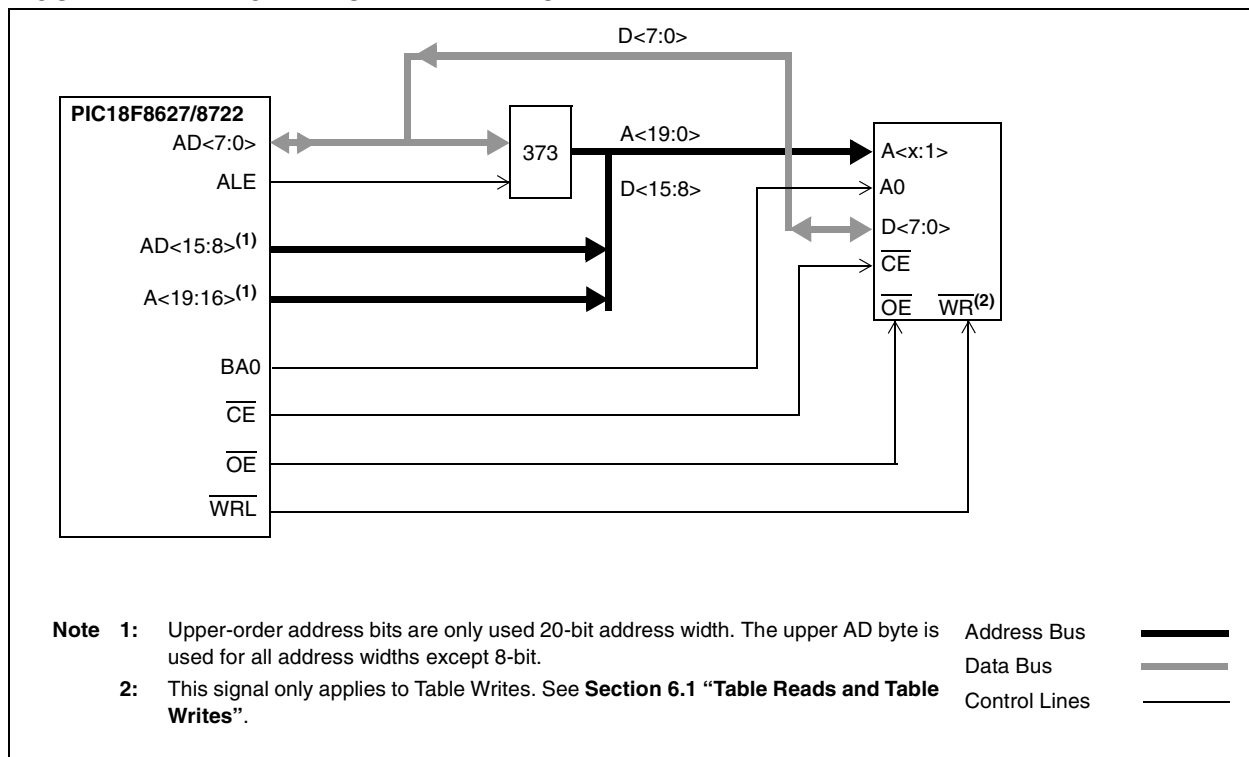 D<7:0>
PIC18F8627/8722
AD<7:0>
373
A<19:0>
A<x:1>
ALE
D<15:8>
A0
AD<15:8>(1)
D<7:0>
CE
A<19:16>(1)
OE WR(2)
BA0
CE
OE
WRL
Note 1: Upper-order address bits are only used 20-bit address width. The upper AD byte is
used for all address widths except 8-bit.
2: This signal only applies to Table Writes. See Section 6.1 “Table Reads and Table
Writes”.
Address Bus
Data Bus
Control Lines